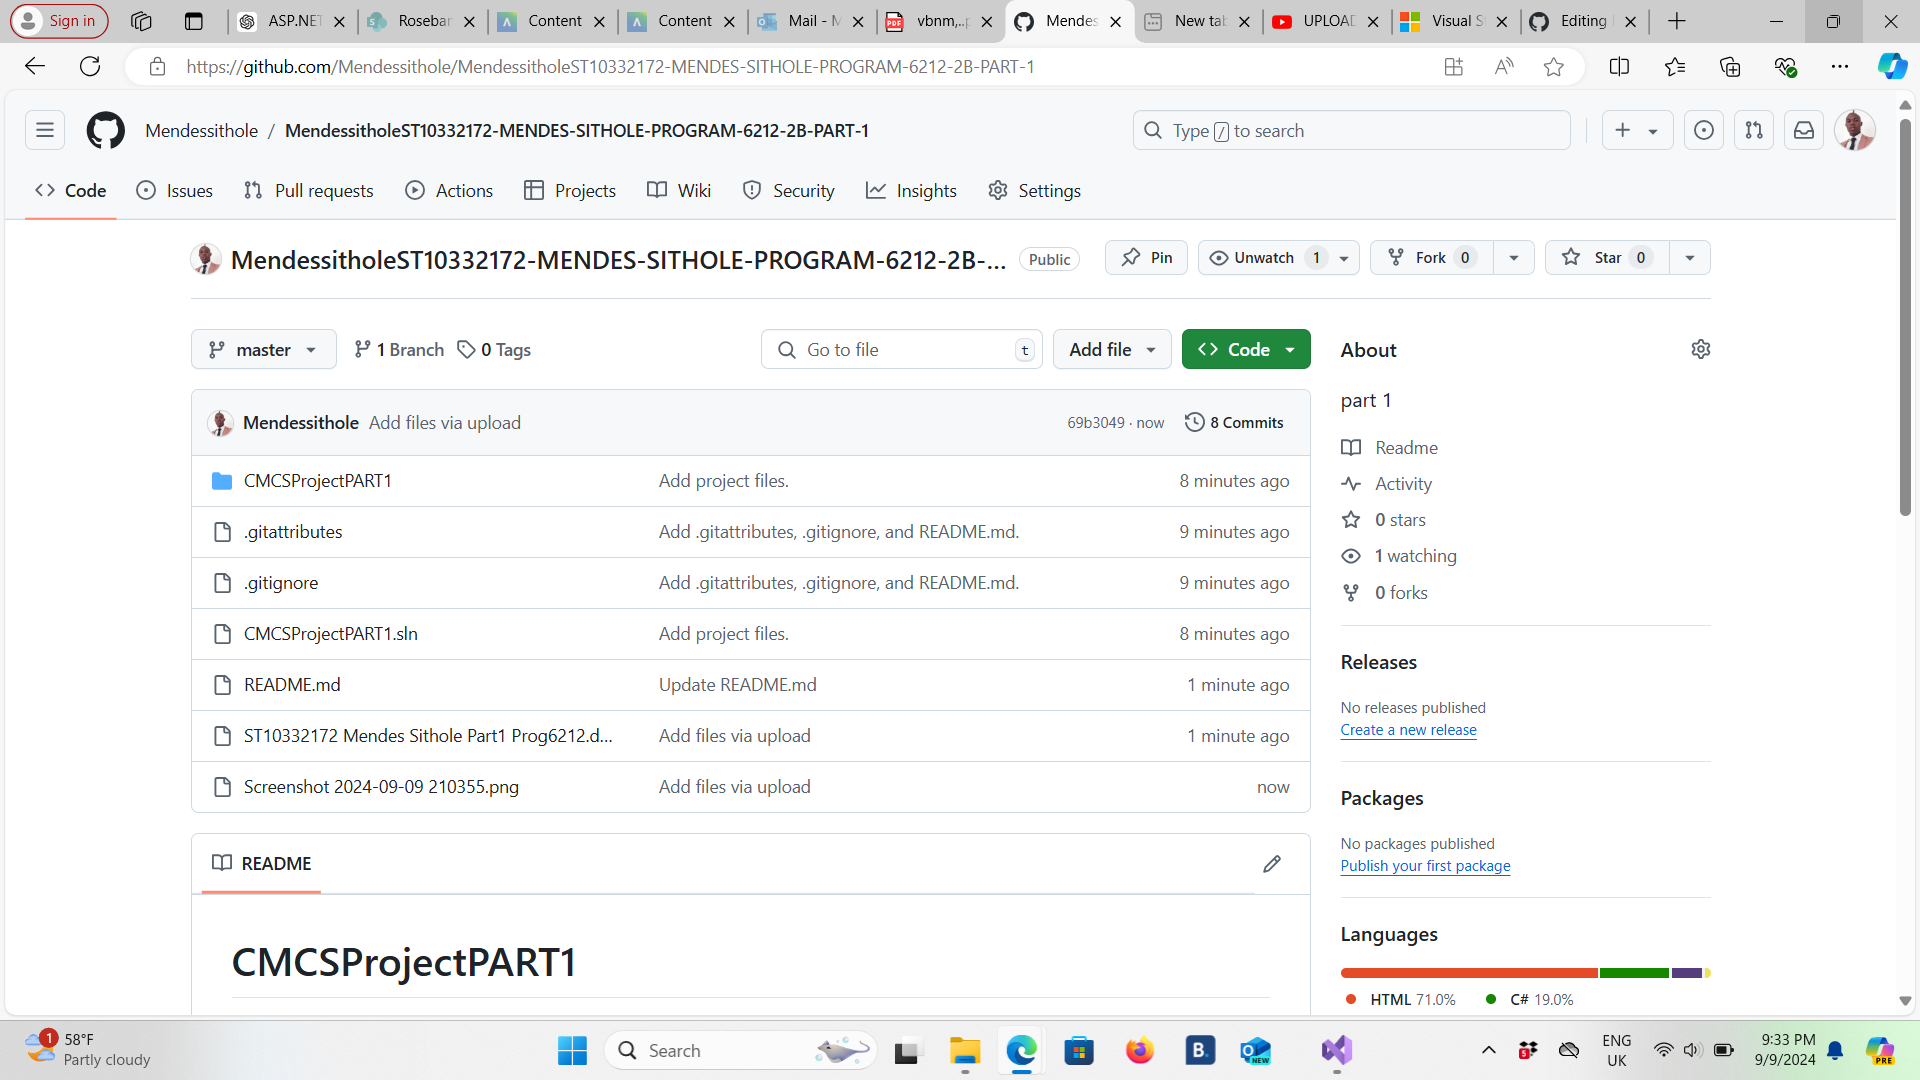 Sign in
ASP.NET
Rosebar
Content
Content
Mail - M
vbnm,..p
Mendes
New tab
UPLOAD
Visual S
Editing
https://github.com/Mendessithole/MendessitholeST10332172-MENDES-SITHOLE-PROGRAM-6212-2B-PART-1
Mendessithole / MendessitholeST10332172-MENDES-SITHOLE-PROGRAM-6212-2B-PART-1
Type / to search
Code
Issues
Pull requests
Actions
Projects
Wiki
Security
Insights
Settings
MendessitholeST10332172-MENDES-SITHOLE-PROGRAM-6212-2B-... Public
Pin
Unwatch 1
Fork 0
Star 0
master
1 Branch
0 Tags
Go to file t
Add file
Code
Mendessithole Add files via upload 69b3049 · now 8 Commits
CMCSProjectPART1 Add project files. 8 minutes ago
.gitattributes Add .gitattributes, .gitignore, and README.md. 9 minutes ago
.gitignore Add .gitattributes, .gitignore, and README.md. 9 minutes ago
CMCSProjectPART1.sln Add project files. 8 minutes ago
README.md Update README.md 1 minute ago
ST10332172 Mendes Sithole Part1 Prog6212.d... Add files via upload 1 minute ago
Screenshot 2024-09-09 210355.png Add files via upload now
README
CMCSProjectPART1
About
part 1
Readme
Activity
0 stars
1 watching
0 forks
Releases
No releases published
Create a new release
Packages
No packages published
Publish your first package
Languages
HTML 71.0% C# 19.0%
1
58°F
Partly cloudy
Search
B.
NEW
5
ENG
UK
9:33 PM
9/9/2024
PRE